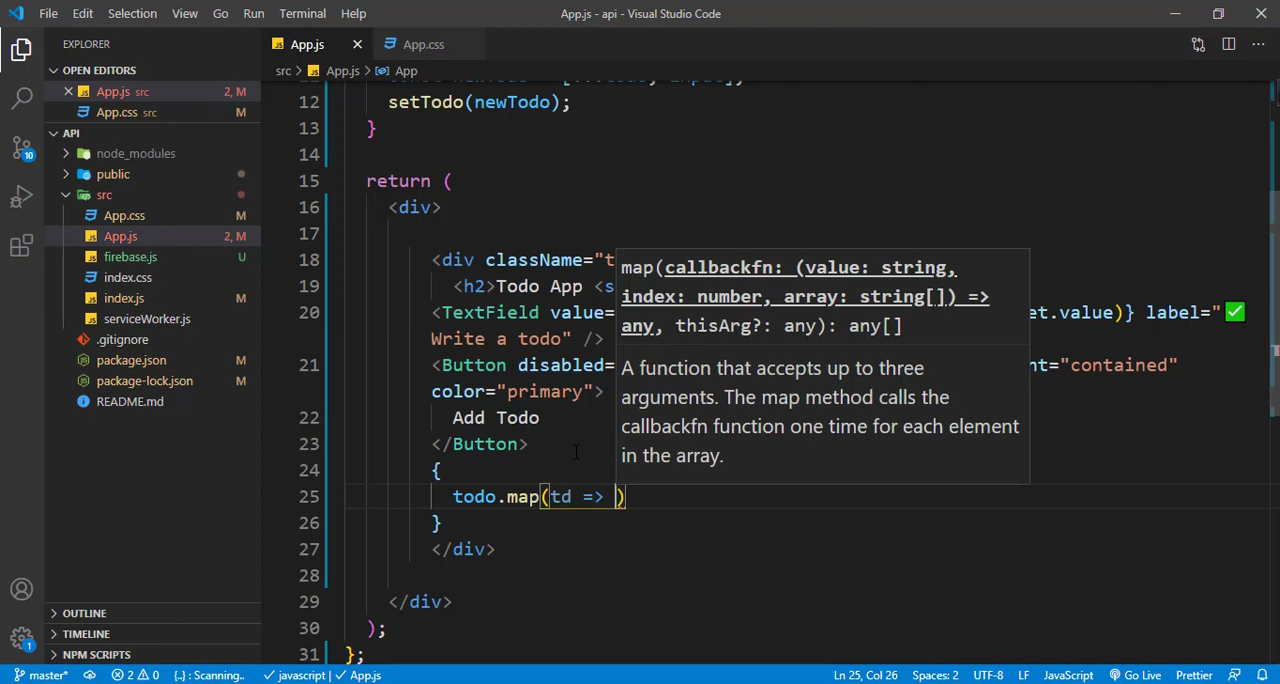 File Edit Selection View Go Run Terminal Help App.js - api - Visual Studio Code
EXPLORER
OPEN EDITORS
App.js src 2, M
App.css src M
API
node_modules
public
src
App.css M
App.js 2, M
firebase.js U
index.css
index.js M
serviceWorker.js
.gitignore
package.json M
package-lock.json M
README.md
OUTLINE
TIMELINE
NPM SCRIPTS
10
1
App.js App.css
src > App.js > App
12 setTodo(newTodo);
13 }
14
15 return (
16 <div>
17
18 <div className="t
19 <h2>Todo App <s
20 <TextField value= et.value)} label="✅
Write a todo" />
21 <Button disabled= nt="contained"
color="primary">
22 Add Todo
23 </Button>
24 {
25 todo.map(td => )
26 }
27 </div>
28
29 </div>
30 );
31 };
map(callbackfn: (value: string,
index: number, array: string[]) =>
any, thisArg?: any): any[]
A function that accepts up to three
arguments. The map method calls the
callbackfn function one time for each element
in the array.
master* 2 0 {..} : Scanning.. javascript | App.js Ln 25, Col 26 Spaces: 2 UTF-8 LF JavaScript Go Live Prettier